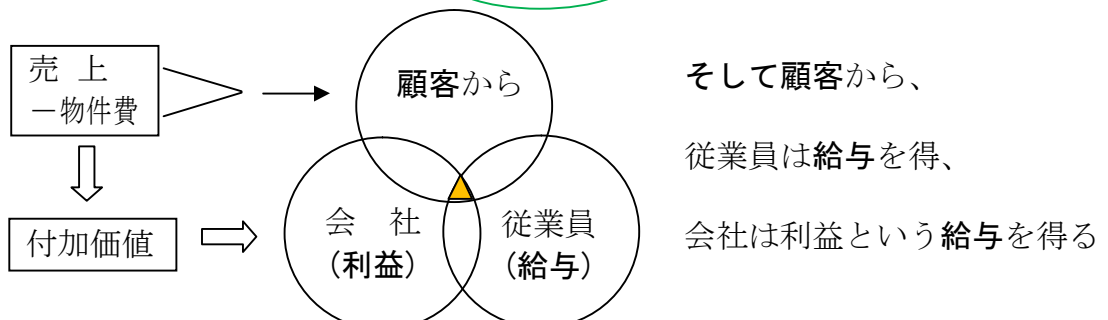 売 上
－物件費
付加価値
顧客から
会 社
（利益）
従業員
（給与）
そして顧客から、
従業員は給与を得、
会社は利益という給与を得る